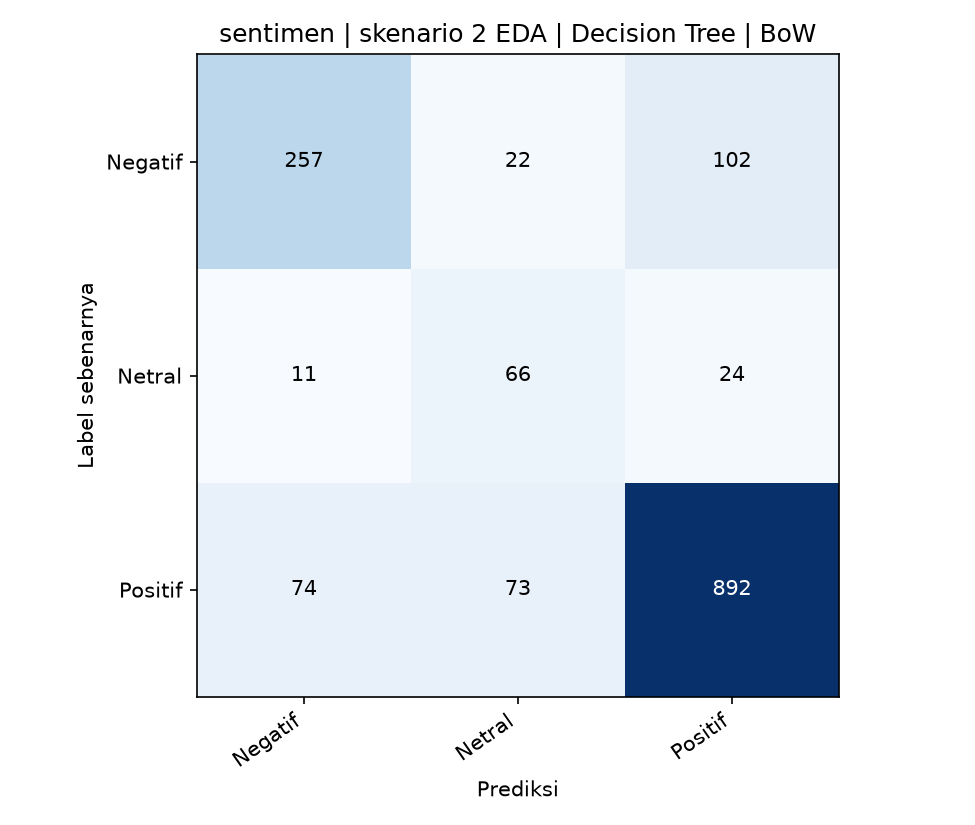 sentimen | skenario 2 EDA | Decision Tree | BoW
Label sebenarnya
Negatif
257
22
102
Netral
11
66
24
Positif
74
73
892
Negatif
Netral
Positif
Prediksi